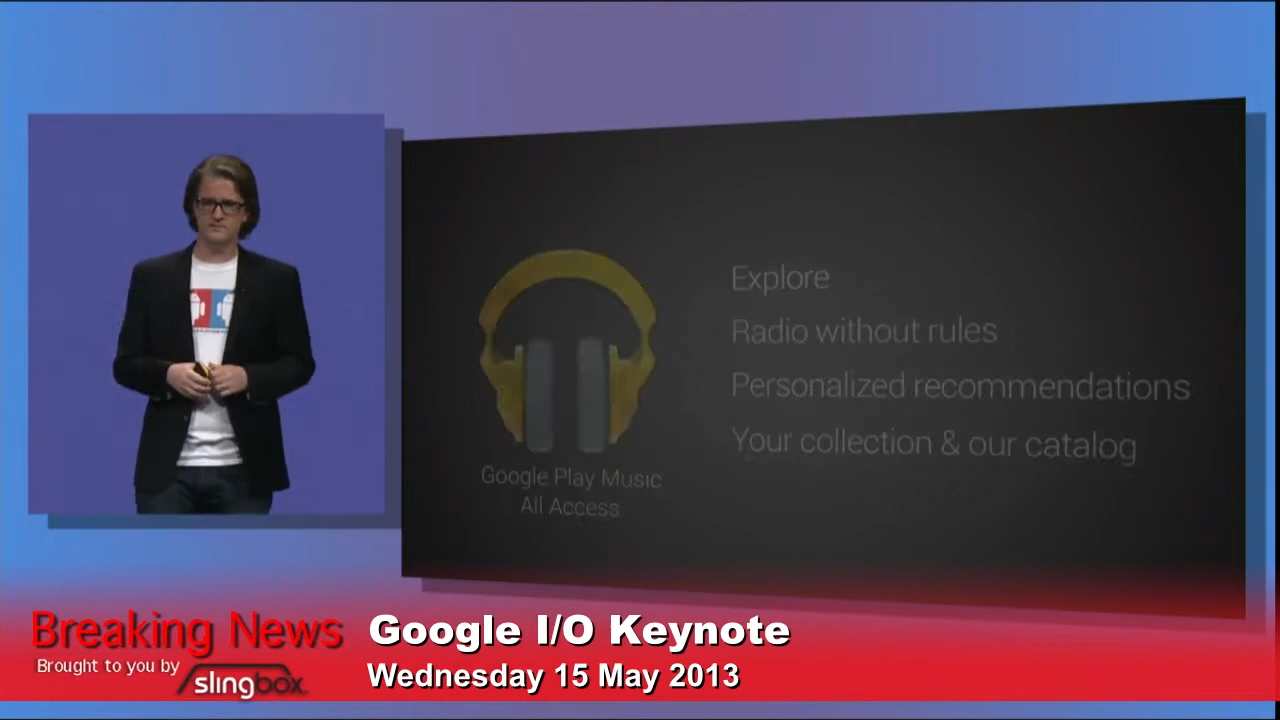 Explore
Radio without rules
Personalized recommendations
Your collection & our catalog
Google Play Music
All Access
Breaking News
Brought to you by
slingbox
Google I/O Keynote
Wednesday 15 May 2013